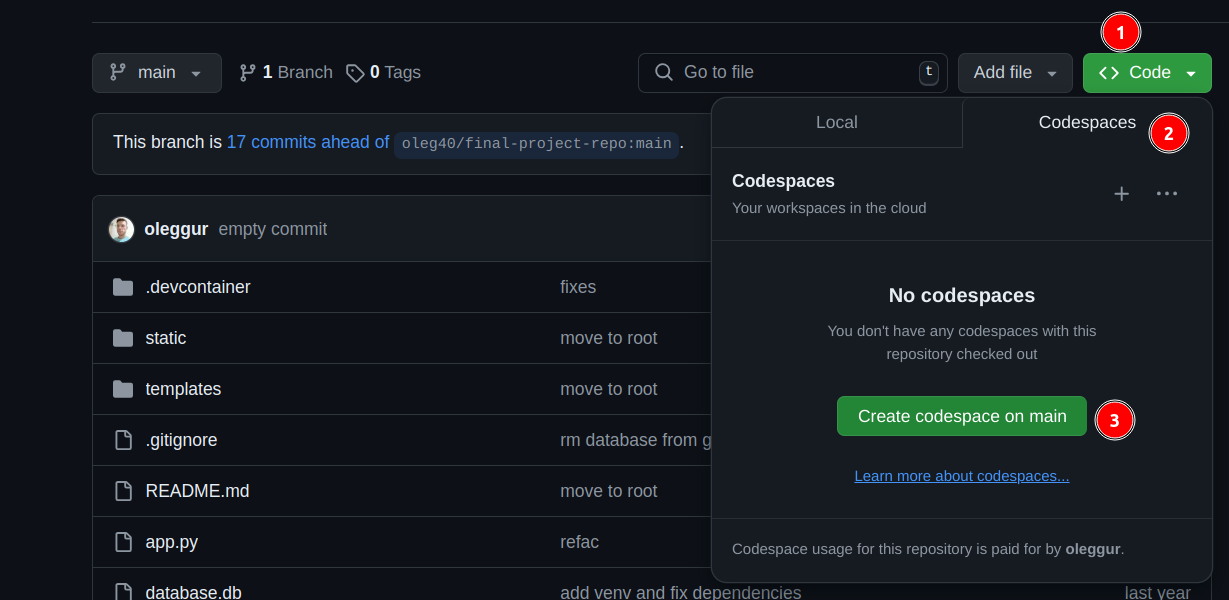 1
main 1 Branch 0 Tags Go to file t Add file Code
Local Codespaces 2
This branch is 17 commits ahead of oleg40/final-project-repo:main .
Codespaces
Your workspaces in the cloud
oleggur empty commit
.devcontainer fixes
No codespaces
static move to root
You don't have any codespaces with this
repository checked out
templates move to root
Create codespace on main 3
.gitignore rm database from g
Learn more about codespaces...
README.md move to root
app.py refac
Codespace usage for this repository is paid for by oleggur.
database.db add venv and fix dependencies last year